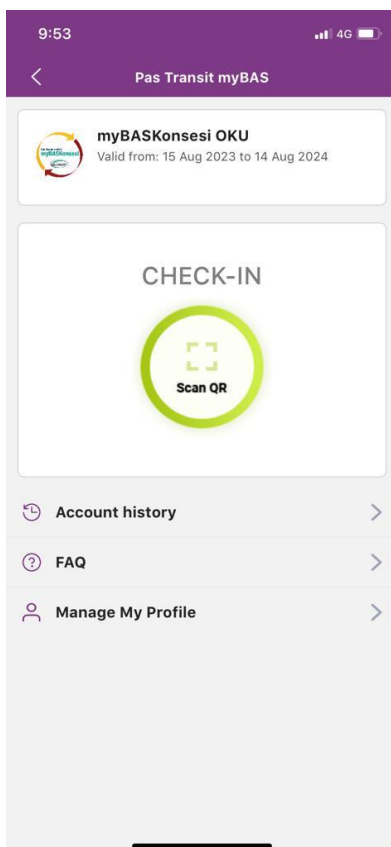 9:53
4G
Pas Transit myBAS
myBASKonsesi OKU
Valid from: 15 Aug 2023 to 14 Aug 2024
myBASKonsesi
CHECK-IN
Scan QR
Account history
FAQ
Manage My Profile